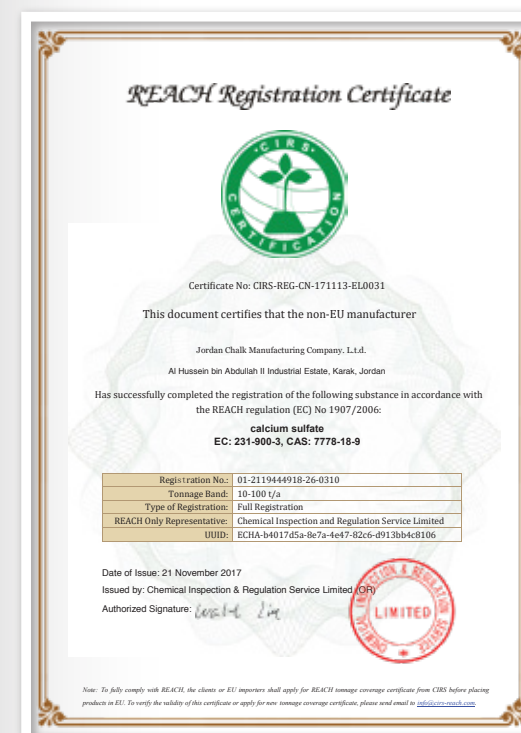 REACH Registration Certificate
·CIRS·
CERTIFICATION
Certificate No: CIRS-REG-CN-171113-EL0031
This document certifies that the non-EU manufacturer
Jordan Chalk Manufacturing Company. L.t.d.
Al Hussein bin Abdullah II Industrial Estate, Karak, Jordan
Has successfully completed the registration of the following substance in accordance with
the REACH regulation (EC) No 1907/2006:
calcium sulfate
EC: 231-900-3, CAS: 7778-18-9
Registration No.: 01-2119444918-26-0310
Tonnage Band: 10-100 t/a
Type of Registration: Full Registration
REACH Only Representative: Chemical Inspection and Regulation Service Limited
UUID: ECHA-b4017d5a-8e7a-4e47-82c6-d913bb4c8106
Date of Issue: 21 November 2017
Issued by: Chemical Inspection & Regulation Service Limited (OR)
Authorized Signature:
CHEMICAL INSPECTION & REGULATION SERVICE
LIMITED
Note: To fully comply with REACH, the clients or EU importers shall apply for REACH tonnage coverage certificate from CIRS before placing
products in EU. To verify the validity of this certificate or apply for new tonnage coverage certificate, please send email to info@cirs-reach.com.